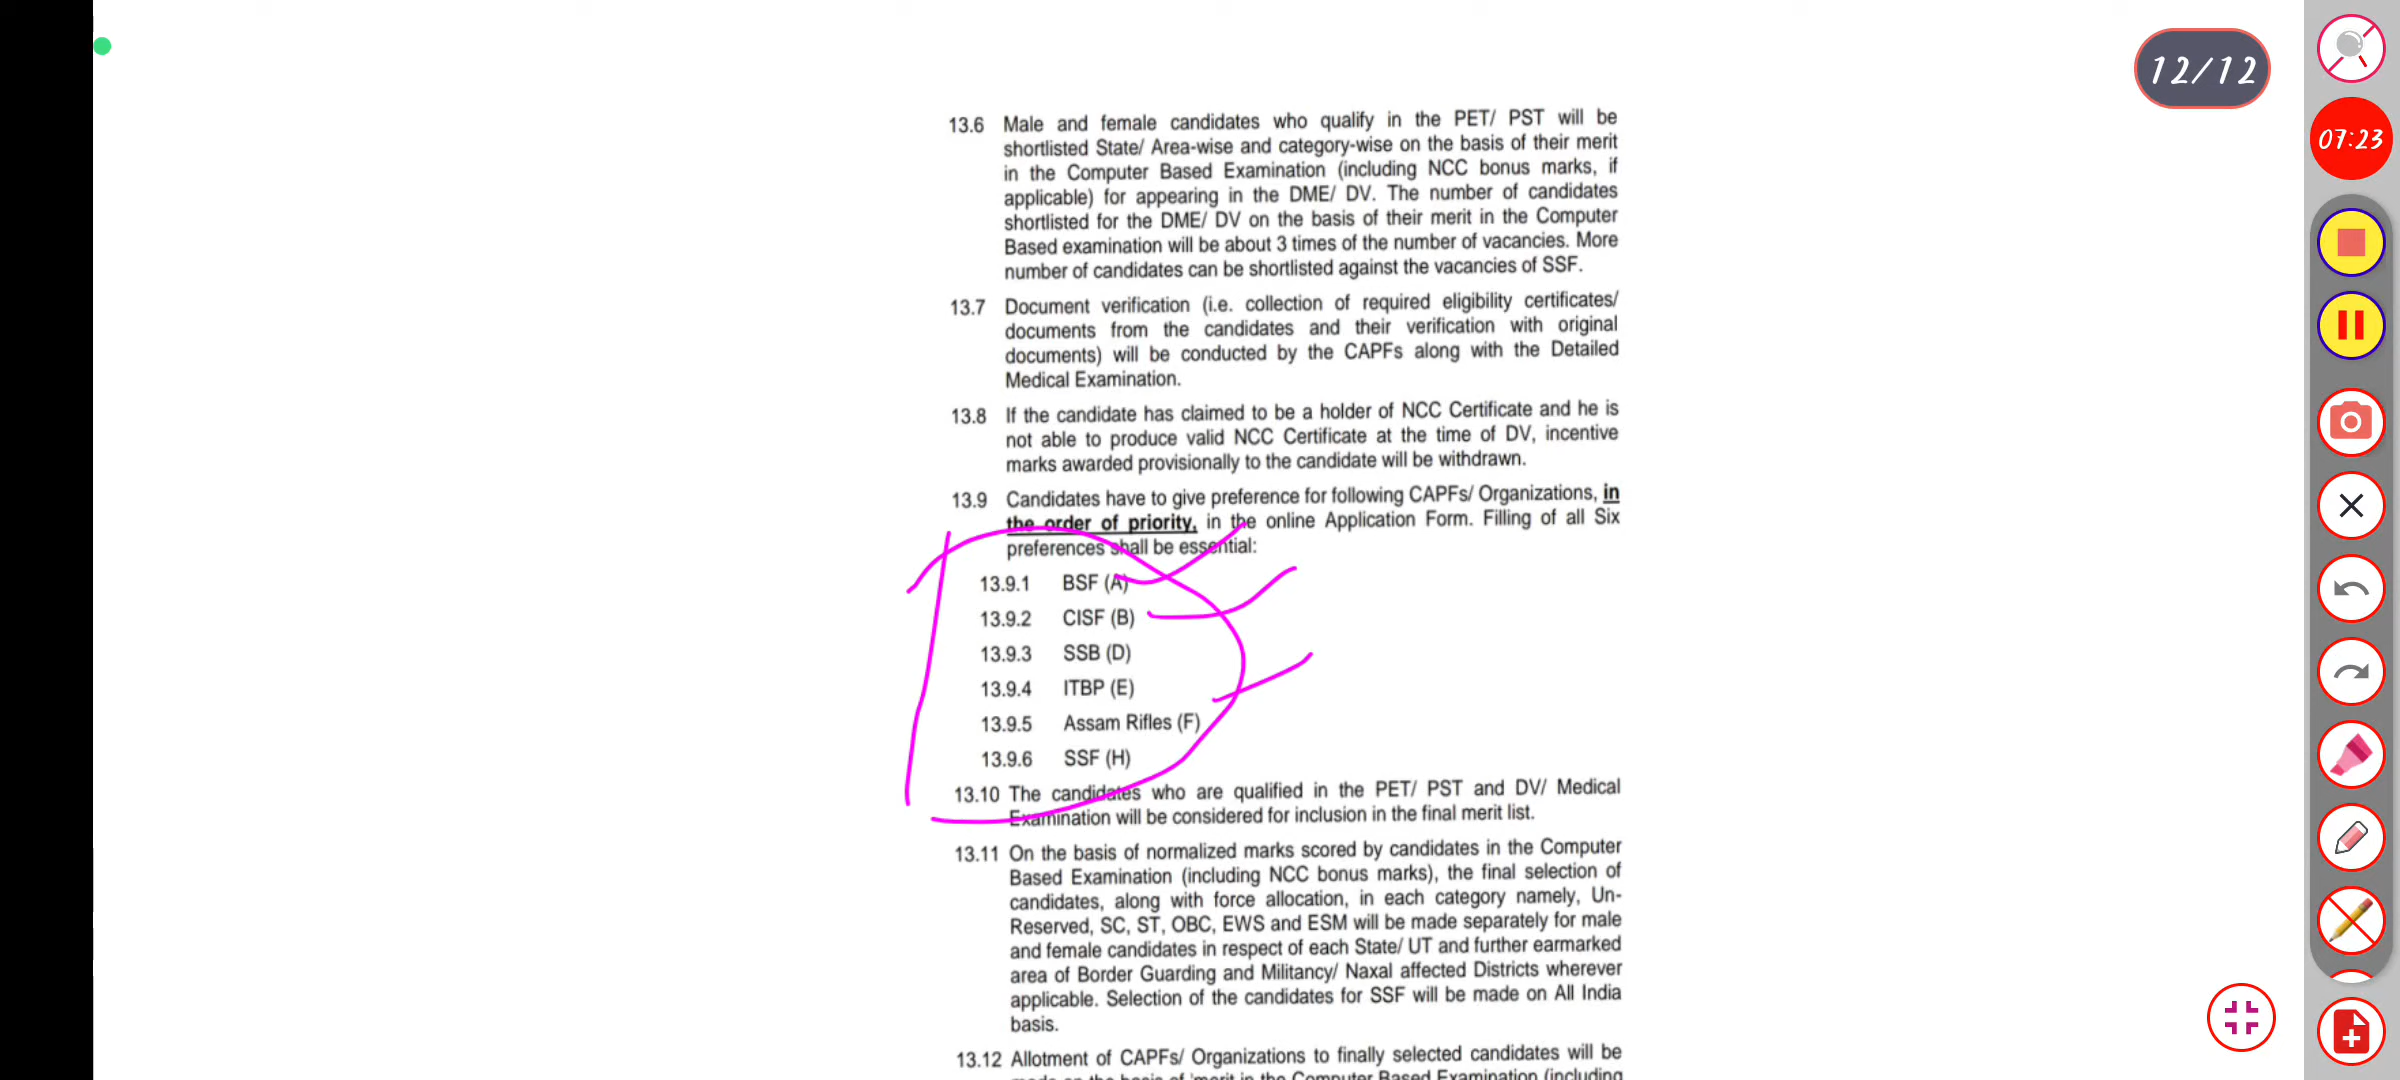 12/12
07:23
13.6 Male and female candidates who qualify in the PET/ PST will be
shortlisted State/ Area-wise and category-wise on the basis of their merit
in the Computer Based Examination (including NCC bonus marks, if
applicable) for appearing in the DME/ DV. The number of candidates
shortlisted for the DME/ DV on the basis of their merit in the Computer
Based examination will be about 3 times of the number of vacancies. More
number of candidates can be shortlisted against the vacancies of SSF.
13.7 Document verification (i.e. collection of required eligibility certificates/
documents from the candidates and their verification with original
documents) will be conducted by the CAPFs along with the Detailed
Medical Examination.
13.8 If the candidate has claimed to be a holder of NCC Certificate and he is
not able to produce valid NCC Certificate at the time of DV, incentive
marks awarded provisionally to the candidate will be withdrawn.
13.9 Candidates have to give preference for following CAPFs/ Organizations, in
the order of priority, in the online Application Form. Filling of all Six
preferences shall be essential:
13.9.1 BSF (A)
13.9.2 CISF (B)
13.9.3 SSB (D)
13.9.4 ITBP (E)
13.9.5 Assam Rifles (F)
13.9.6 SSF (H)
13.10 The candidates who are qualified in the PET/ PST and DV/ Medical
Examination will be considered for inclusion in the final merit list.
13.11 On the basis of normalized marks scored by candidates in the Computer
Based Examination (including NCC bonus marks), the final selection of
candidates, along with force allocation, in each category namely, Un-
Reserved, SC, ST, OBC, EWS and ESM will be made separately for male
and female candidates in respect of each State/ UT and further earmarked
area of Border Guarding and Militancy/ Naxal affected Districts wherever
applicable. Selection of the candidates for SSF will be made on All India
basis.
13.12 Allotment of CAPFs/ Organizations to finally selected candidates will be
made on the basis of 'merit in the Computer Based Examination (including